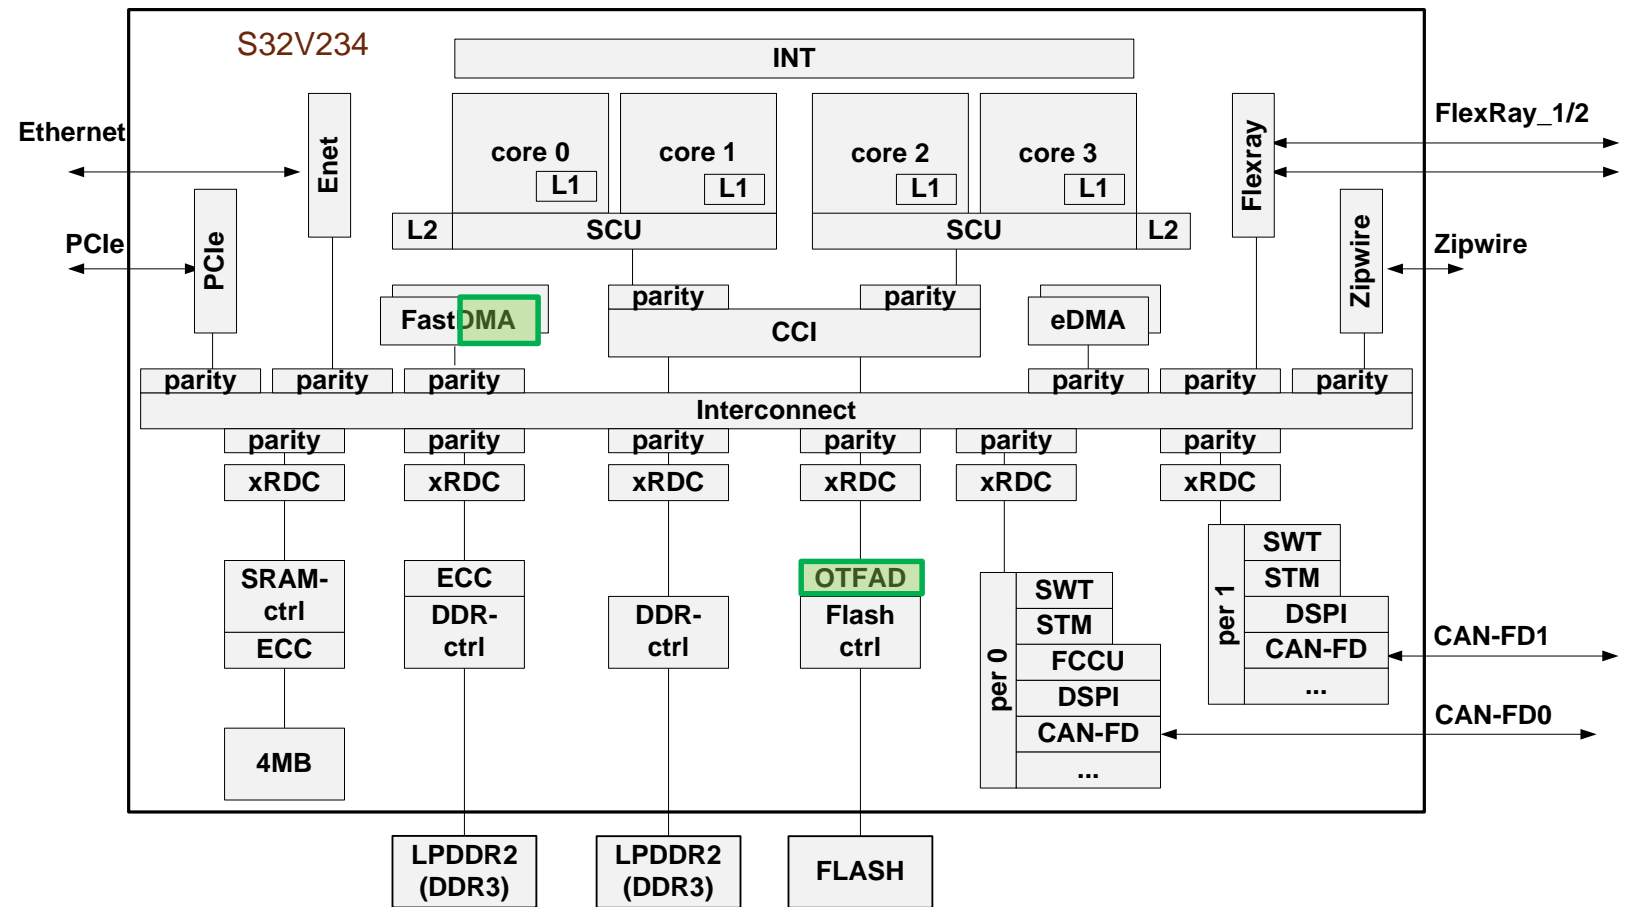 S32V234
INT
Ethernet
Enet
core 0
L1
core 1
L1
core 2
L1
core 3
L1
Flexray
FlexRay_1/2
L2
SCU
SCU
L2
PCIe
PCIe
Zipwire
Zipwire
FastDMA
parity
parity
CCI
eDMA
parity
parity
parity
parity
parity
parity
Interconnect
parity
parity
parity
parity
parity
parity
xRDC
xRDC
xRDC
xRDC
xRDC
xRDC
SRAM-
ctrl
ECC
4MB
ECC
DDR-
ctrl
DDR-
ctrl
OTFAD
Flash
ctrl
per 0
SWT
STM
FCCU
DSPI
CAN-FD
...
per 1
SWT
STM
DSPI
CAN-FD
...
CAN-FD1
CAN-FD0
LPDDR2
(DDR3)
LPDDR2
(DDR3)
FLASH